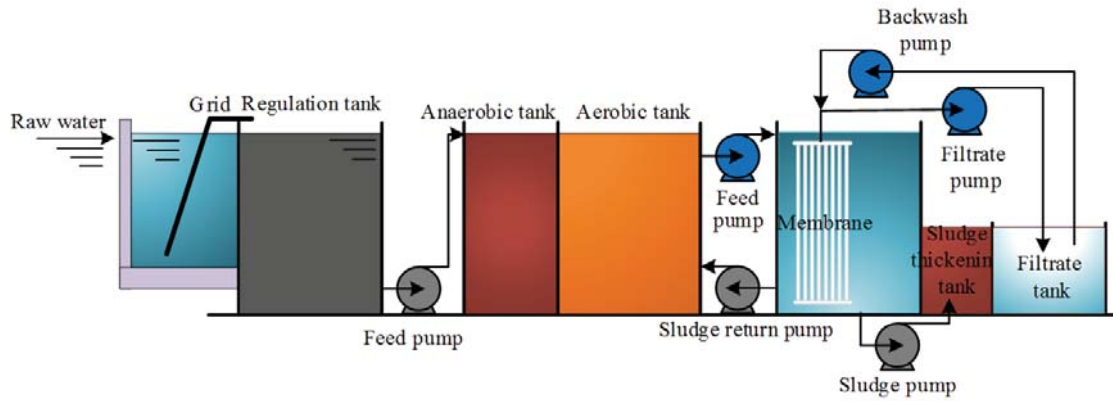 Backwash
pump
Grid
Regulation tank
Raw water
Anaerobic tank
Aerobic tank
Filtrate
pump
Feed
pump
Membrane
Sludge
thickenin
tank
Filtrate
tank
Feed pump
Sludge return pump
Sludge pump